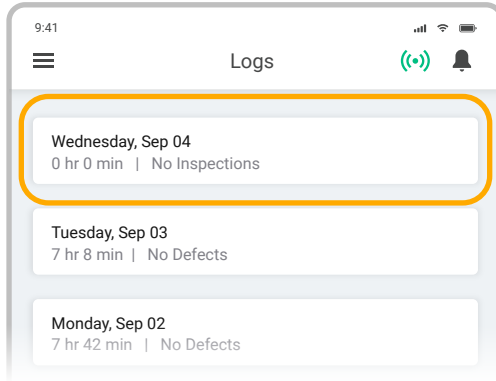 9:41
Logs
Wednesday, Sep 04
0 hr 0 min | No Inspections
Tuesday, Sep 03
7 hr 8 min | No Defects
Monday, Sep 02
7 hr 42 min | No Defects